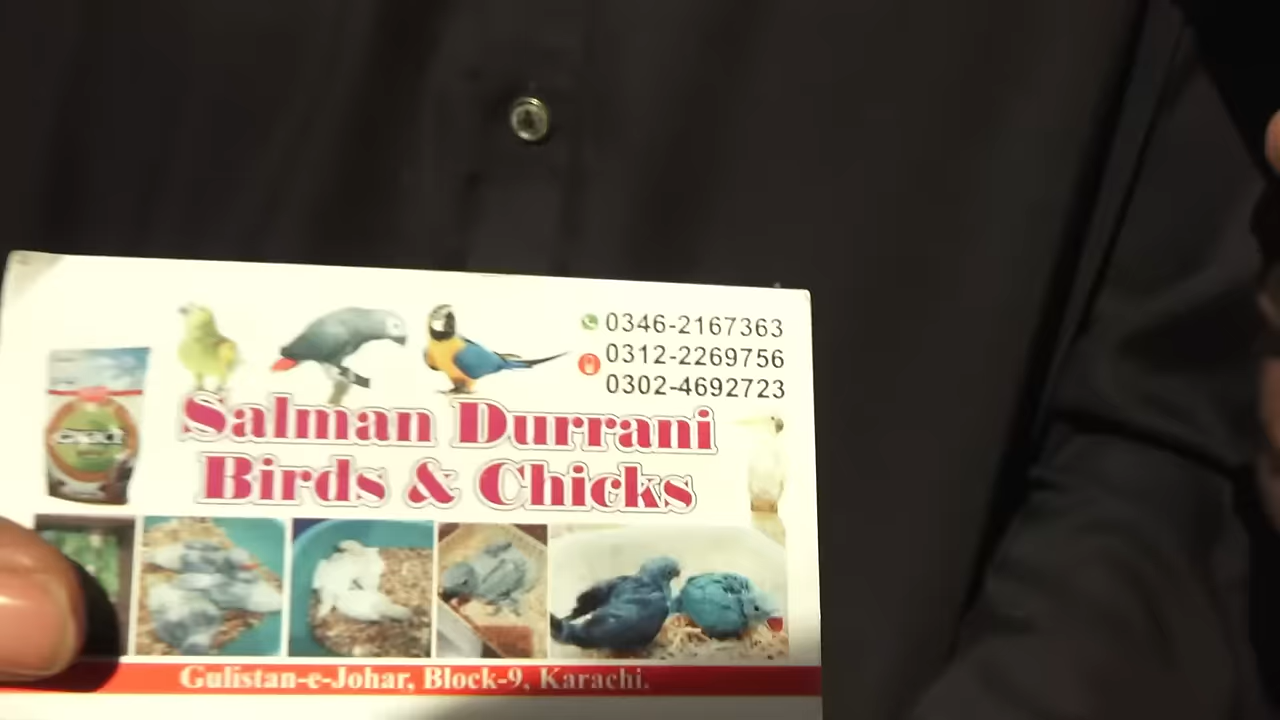 0346-2167363
0312-2269756
0302-4692723
Salman Durrani
Birds & Chicks
Gulistan-e-Johar, Block-9, Karachi.